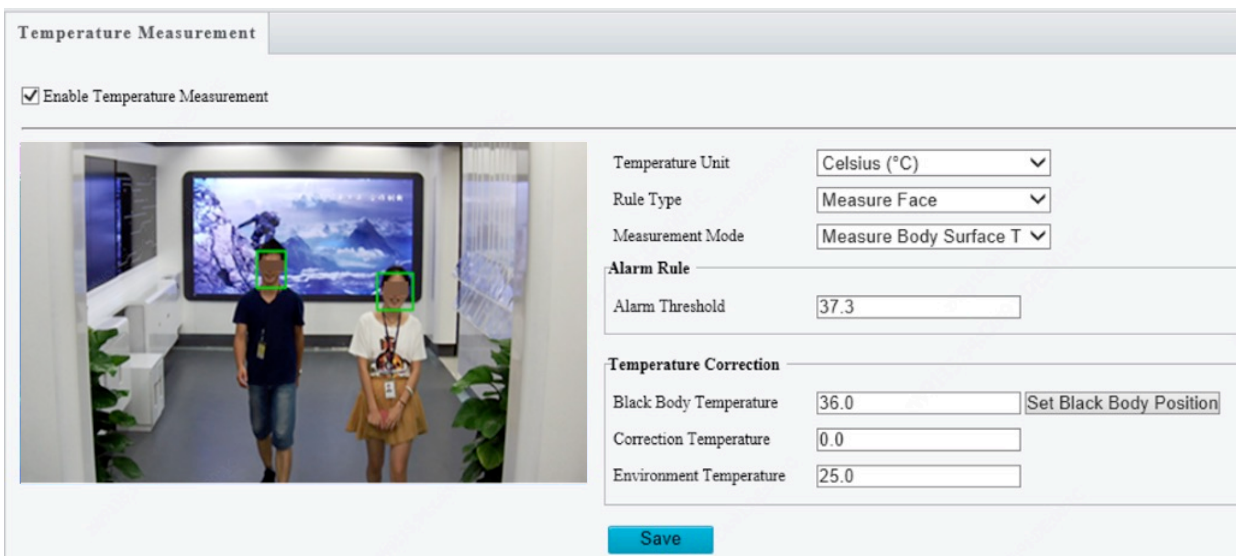 Temperature Measurement
Enable Temperature Measurement
Temperature Unit Celsius (°C)
Rule Type Measure Face
Measurement Mode Measure Body Surface T
Alarm Rule
Alarm Threshold 37.3
Temperature Correction
Black Body Temperature 36.0 Set Black Body Position
Correction Temperature 0.0
Environment Temperature 25.0
Save